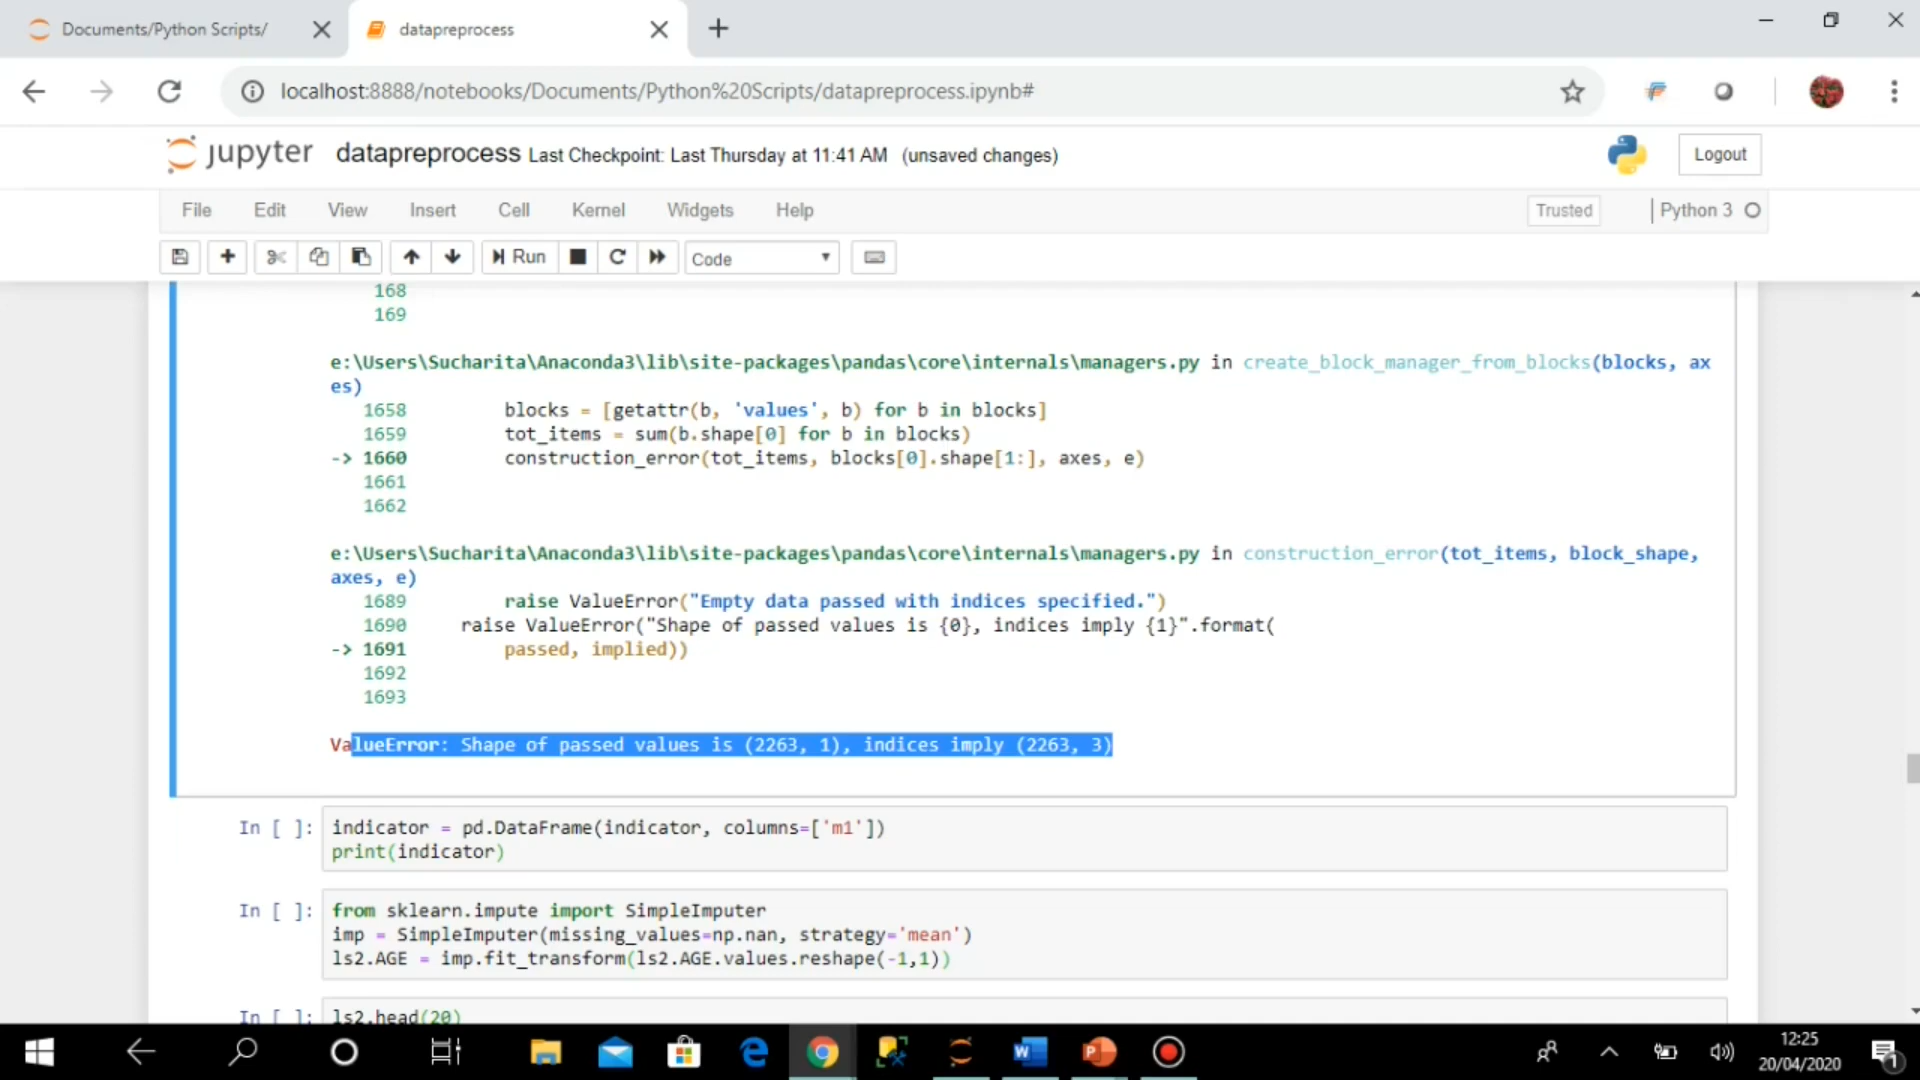 Documents/Python Scripts/
datapreprocess
localhost:8888/notebooks/Documents/Python%20Scripts/datapreprocess.ipynb#
jupyter datapreprocess Last Checkpoint: Last Thursday at 11:41 AM (unsaved changes)
Logout
File Edit View Insert Cell Kernel Widgets Help
Trusted
Python 3
Run
Code
168
169
e:\Users\Sucharita\Anaconda3\lib\site-packages\pandas\core\internals\managers.py in create_block_manager_from_blocks(blocks, ax
es)
1658 blocks = [getattr(b, 'values', b) for b in blocks]
1659 tot_items = sum(b.shape[0] for b in blocks)
-> 1660 construction_error(tot_items, blocks[0].shape[1:], axes, e)
1661
1662
e:\Users\Sucharita\Anaconda3\lib\site-packages\pandas\core\internals\managers.py in construction_error(tot_items, block_shape,
axes, e)
1689 raise ValueError("Empty data passed with indices specified.")
1690 raise ValueError("Shape of passed values is {0}, indices imply {1}".format(
-> 1691 passed, implied))
1692
1693
ValueError: Shape of passed values is (2263, 1), indices imply (2263, 3)
In [ ]: indicator = pd.DataFrame(indicator, columns=['m1'])
print(indicator)
In [ ]: from sklearn.impute import SimpleImputer
imp = SimpleImputer(missing_values=np.nan, strategy='mean')
ls2.AGE = imp.fit_transform(ls2.AGE.values.reshape(-1,1))
In [ ]: ls2.head(20)
12:25
20/04/2020
1